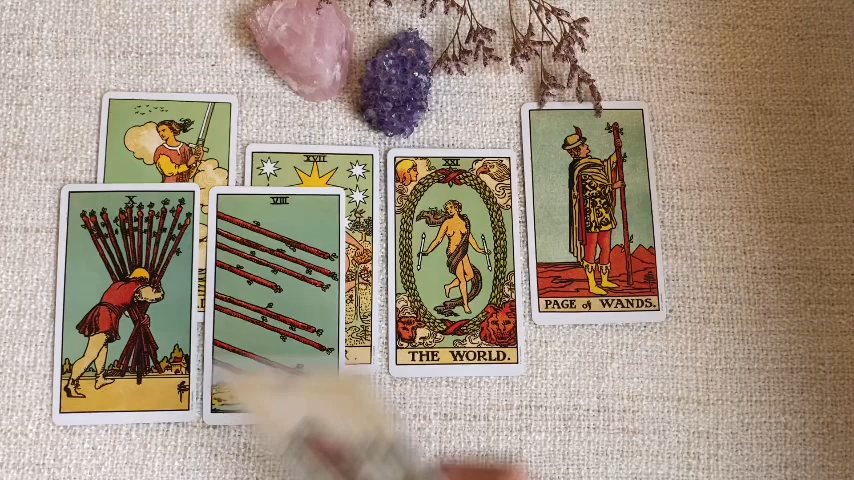 XVII
XXI
X
VIII
THE WORLD.
PAGE of WANDS.